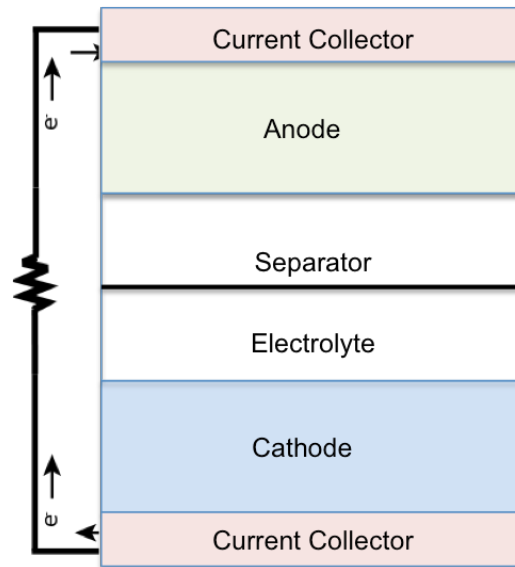 Current Collector
e-
Anode
Separator
Electrolyte
Cathode
e-
Current Collector